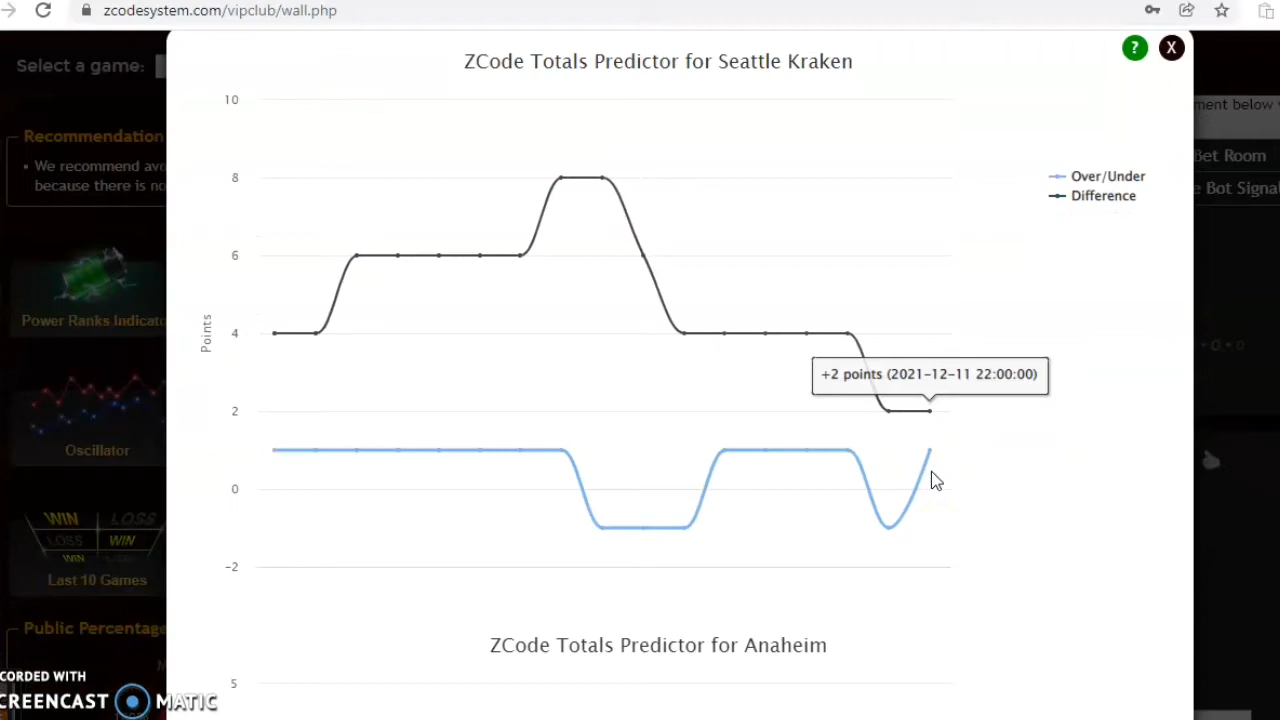 zcodesystem.com/vipclub/wall.php
Select a game:
ZCode Totals Predictor for Seattle Kraken
?
X
10
8
6
4
2
0
-2
Points
Over/Under
Difference
+2 points (2021-12-11 22:00:00)
Recommendation
We recommend
because there is no
Power Ranks
Oscillator
WIN LOSS
LOSS WIN
WIN
Last 10 Games
Public Percentage
ment below
Bet Room
Bot Signal
ZCode Totals Predictor for Anaheim
5
CORDED WITH
CREENCAST MATIC